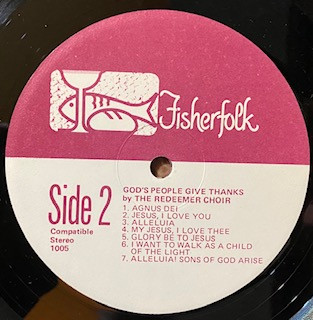 Fisherfolk
Side 2
Compatible
Stereo
1005
GOD'S PEOPLE GIVE THANKS
by THE REDEEMER CHOIR
1. AGNUS DEI
2. JESUS, I LOVE YOU
3. ALLELUIA
4. MY JESUS, I LOVE THEE
5. GLORY BE TO JESUS
6. I WANT TO WALK AS A CHILD
OF THE LIGHT
7. ALLELUIA! SONS OF GOD ARISE